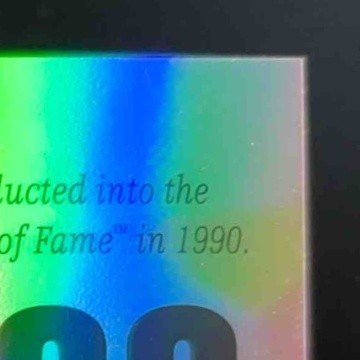 ducted into the
of Fame™ in 1990.